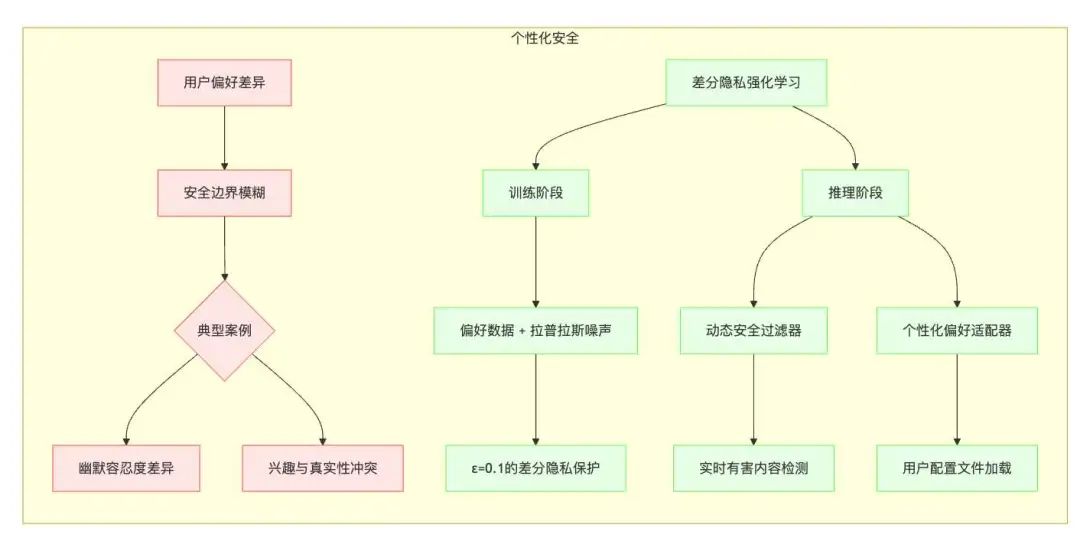 个性化安全
用户偏好差异
差分隐私强化学习
安全边界模糊
训练阶段
推理阶段
典型案例
偏好数据 + 拉普拉斯噪声
动态安全过滤器
个性化偏好适配器
幽默容忍度差异
兴趣与真实性冲突
ε=0.1的差分隐私保护
实时有害内容检测
用户配置文件加载